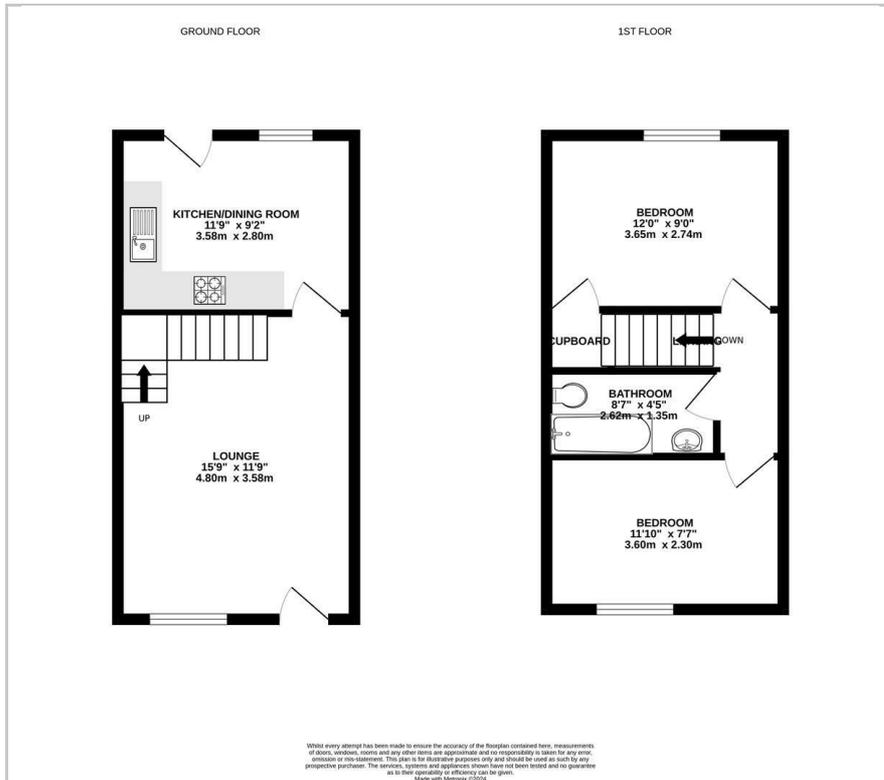 GROUND FLOOR
1ST FLOOR
KITCHEN/DINING ROOM
11'9" x 9'2"
3.58m x 2.80m
UP
LOUNGE
15'9" x 11'9"
4.80m x 3.58m
BEDROOM
12'0" x 9'0"
3.65m x 2.74m
CUPBOARD
LANDING
DOWN
BATHROOM
8'7" x 4'5"
2.62m x 1.35m
BEDROOM
11'10" x 7'7"
3.60m x 2.30m
Whilst every attempt has been made to ensure the accuracy of the floorplan contained here, measurements
of doors, windows, rooms and any other items are approximate and no responsibility is taken for any error,
omission or mis-statement. This plan is for illustrative purposes only and should be used as such by any
prospective purchaser. The services, systems and appliances shown have not been tested and no guarantee
as to their operability or efficiency can be given.
Made with Metropix ©2024